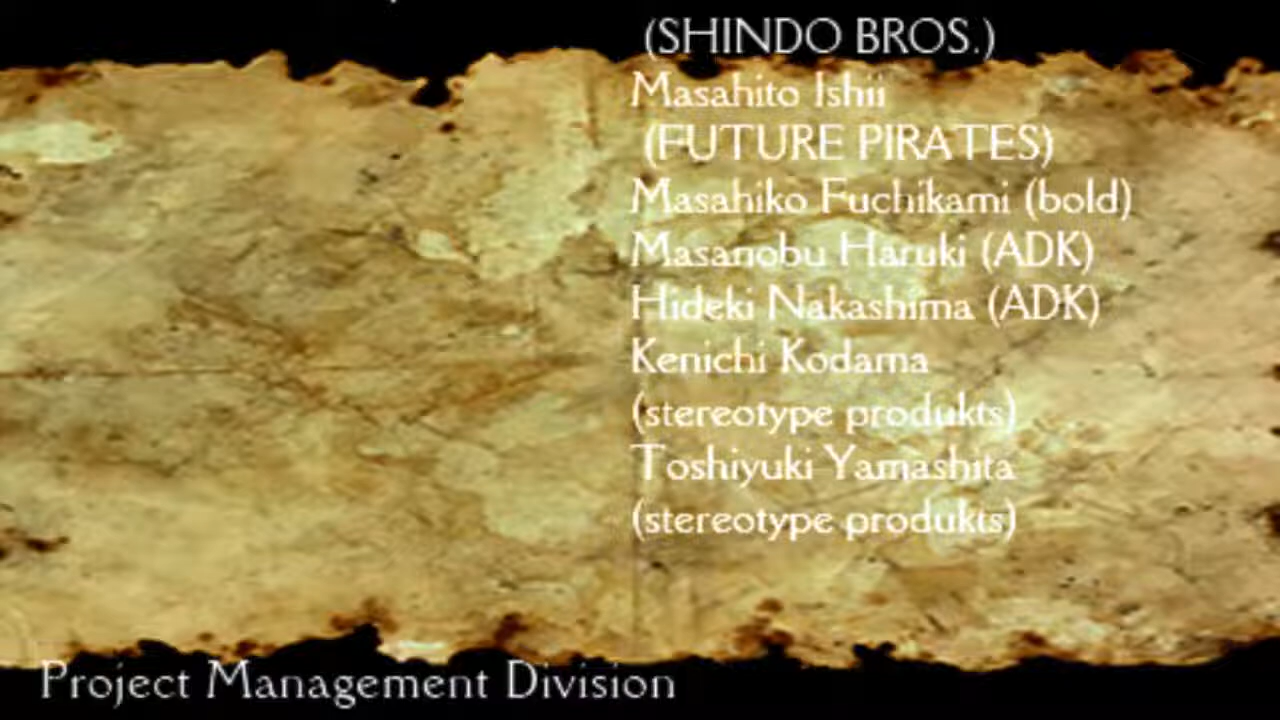 (SHINDO BROS.)
Masahito Ishii
(FUTURE PIRATES)
Masahiko Fuchikami (bold)
Masanobu Haruki (ADK)
Hideki Nakashima (ADK)
Kenichi Kodama
(stereotype produkts)
Toshiyuki Yamashita
(stereotype produkts)
Project Management Division